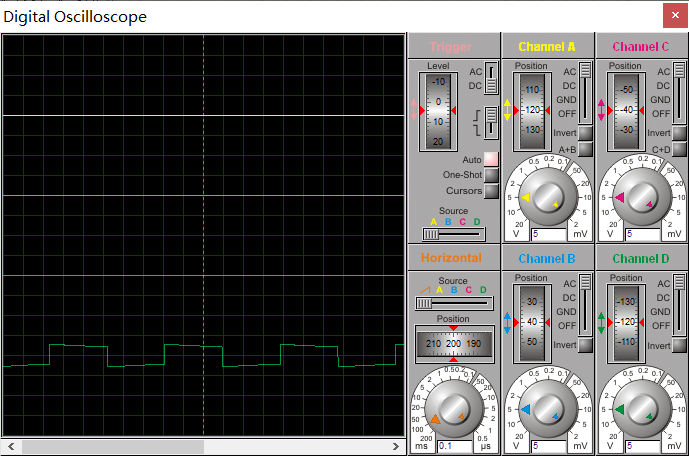 Digital Oscilloscope
Trigger
Level
-10
0
10
20
AC
DC
Auto
One-Shot
Cursors
Source
A B C D
Channel A
Position
110
120
130
AC
DC
GND
OFF
Invert
A+B
0.5 0.2 0.1
1 50
2 20
5 10
10 5
20 2
V 5 mV
Channel C
Position
-50
-40
-30
AC
DC
GND
OFF
Invert
C+D
0.5 0.2 0.1
1 50
2 20
5 10
10 5
20 2
V 5 mV
Horizontal
Source
A B C D
Position
210 200 190
0.5 0.2 0.1
1 50
2 20
5 10
10 5
20 2
50 1
100 0.5
200
ms 0.1 µs
Channel B
Position
30
40
50
AC
DC
GND
OFF
Invert
0.5 0.2 0.1
1 50
2 20
5 10
10 5
20 2
V 5 mV
Channel D
Position
-130
-120
-110
AC
DC
GND
OFF
Invert
0.5 0.2 0.1
1 50
2 20
5 10
10 5
20 2
V 5 mV